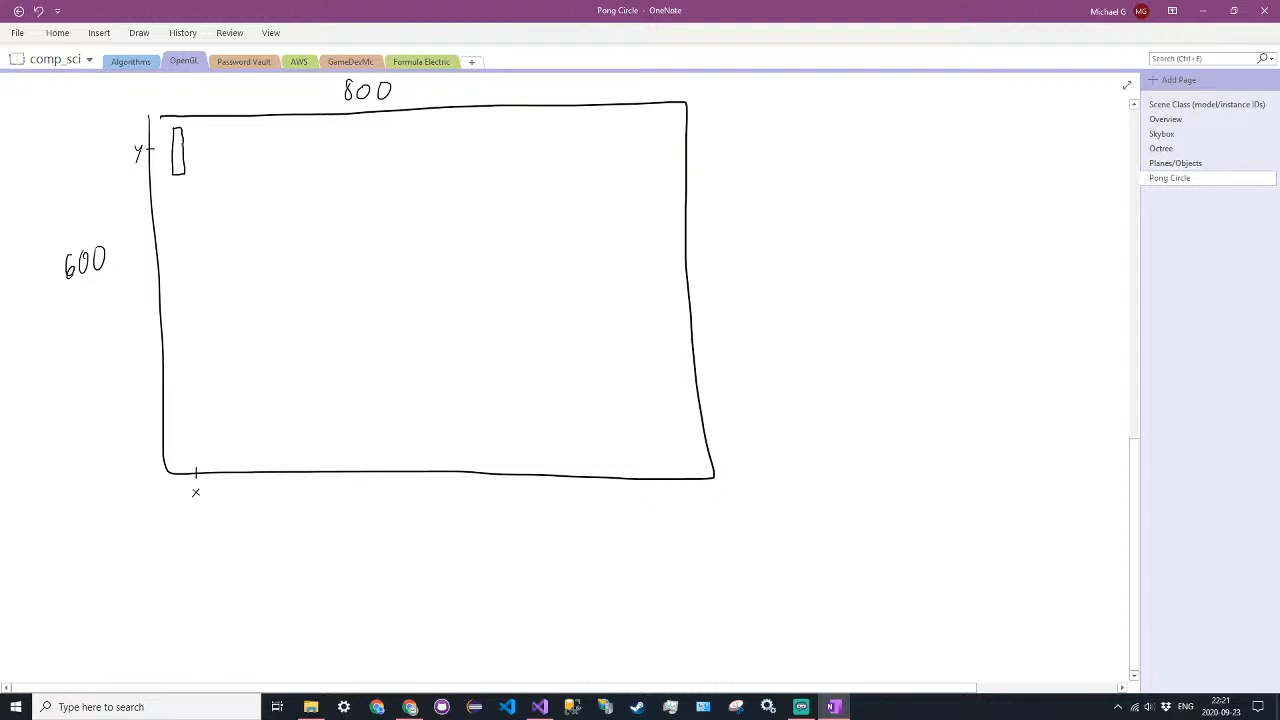 Pong Circle - OneNote
Michael G
MG
File Home Insert Draw History Review View
comp_sci
Algorithms OpenGL Password Vault AWS GameDevMc Formula Electric +
Search (Ctrl+E)
Add Page
Scene Class (model/instance IDs)
Overview
Skybox
Octree
Planes/Objects
Pong Circle
800
y
600
x
Type here to search
ENG
22:21
2020-09-23